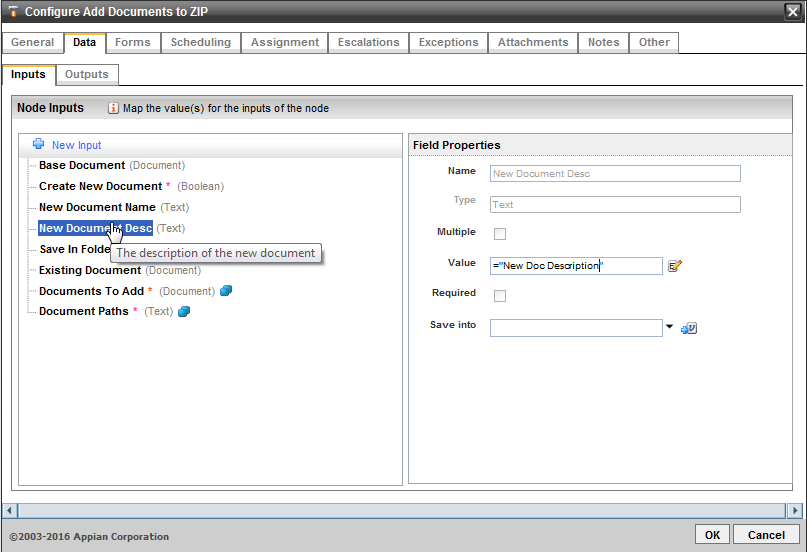 Configure Add Documents to ZIP
General Data Forms Scheduling Assignment Escalations Exceptions Attachments Notes Other
Inputs Outputs
Node Inputs Map the value(s) for the inputs of the node
New Input
Base Document (Document)
Create New Document * (Boolean)
New Document Name (Text)
New Document Desc (Text)
Save In Folde
The description of the new document
Existing Document (Document)
Documents To Add * (Document)
Document Paths * (Text)
Field Properties
Name New Document Desc
Type Text
Multiple
Value ="New Doc Description"
Required
Save into
©2003-2016 Appian Corporation
OK Cancel